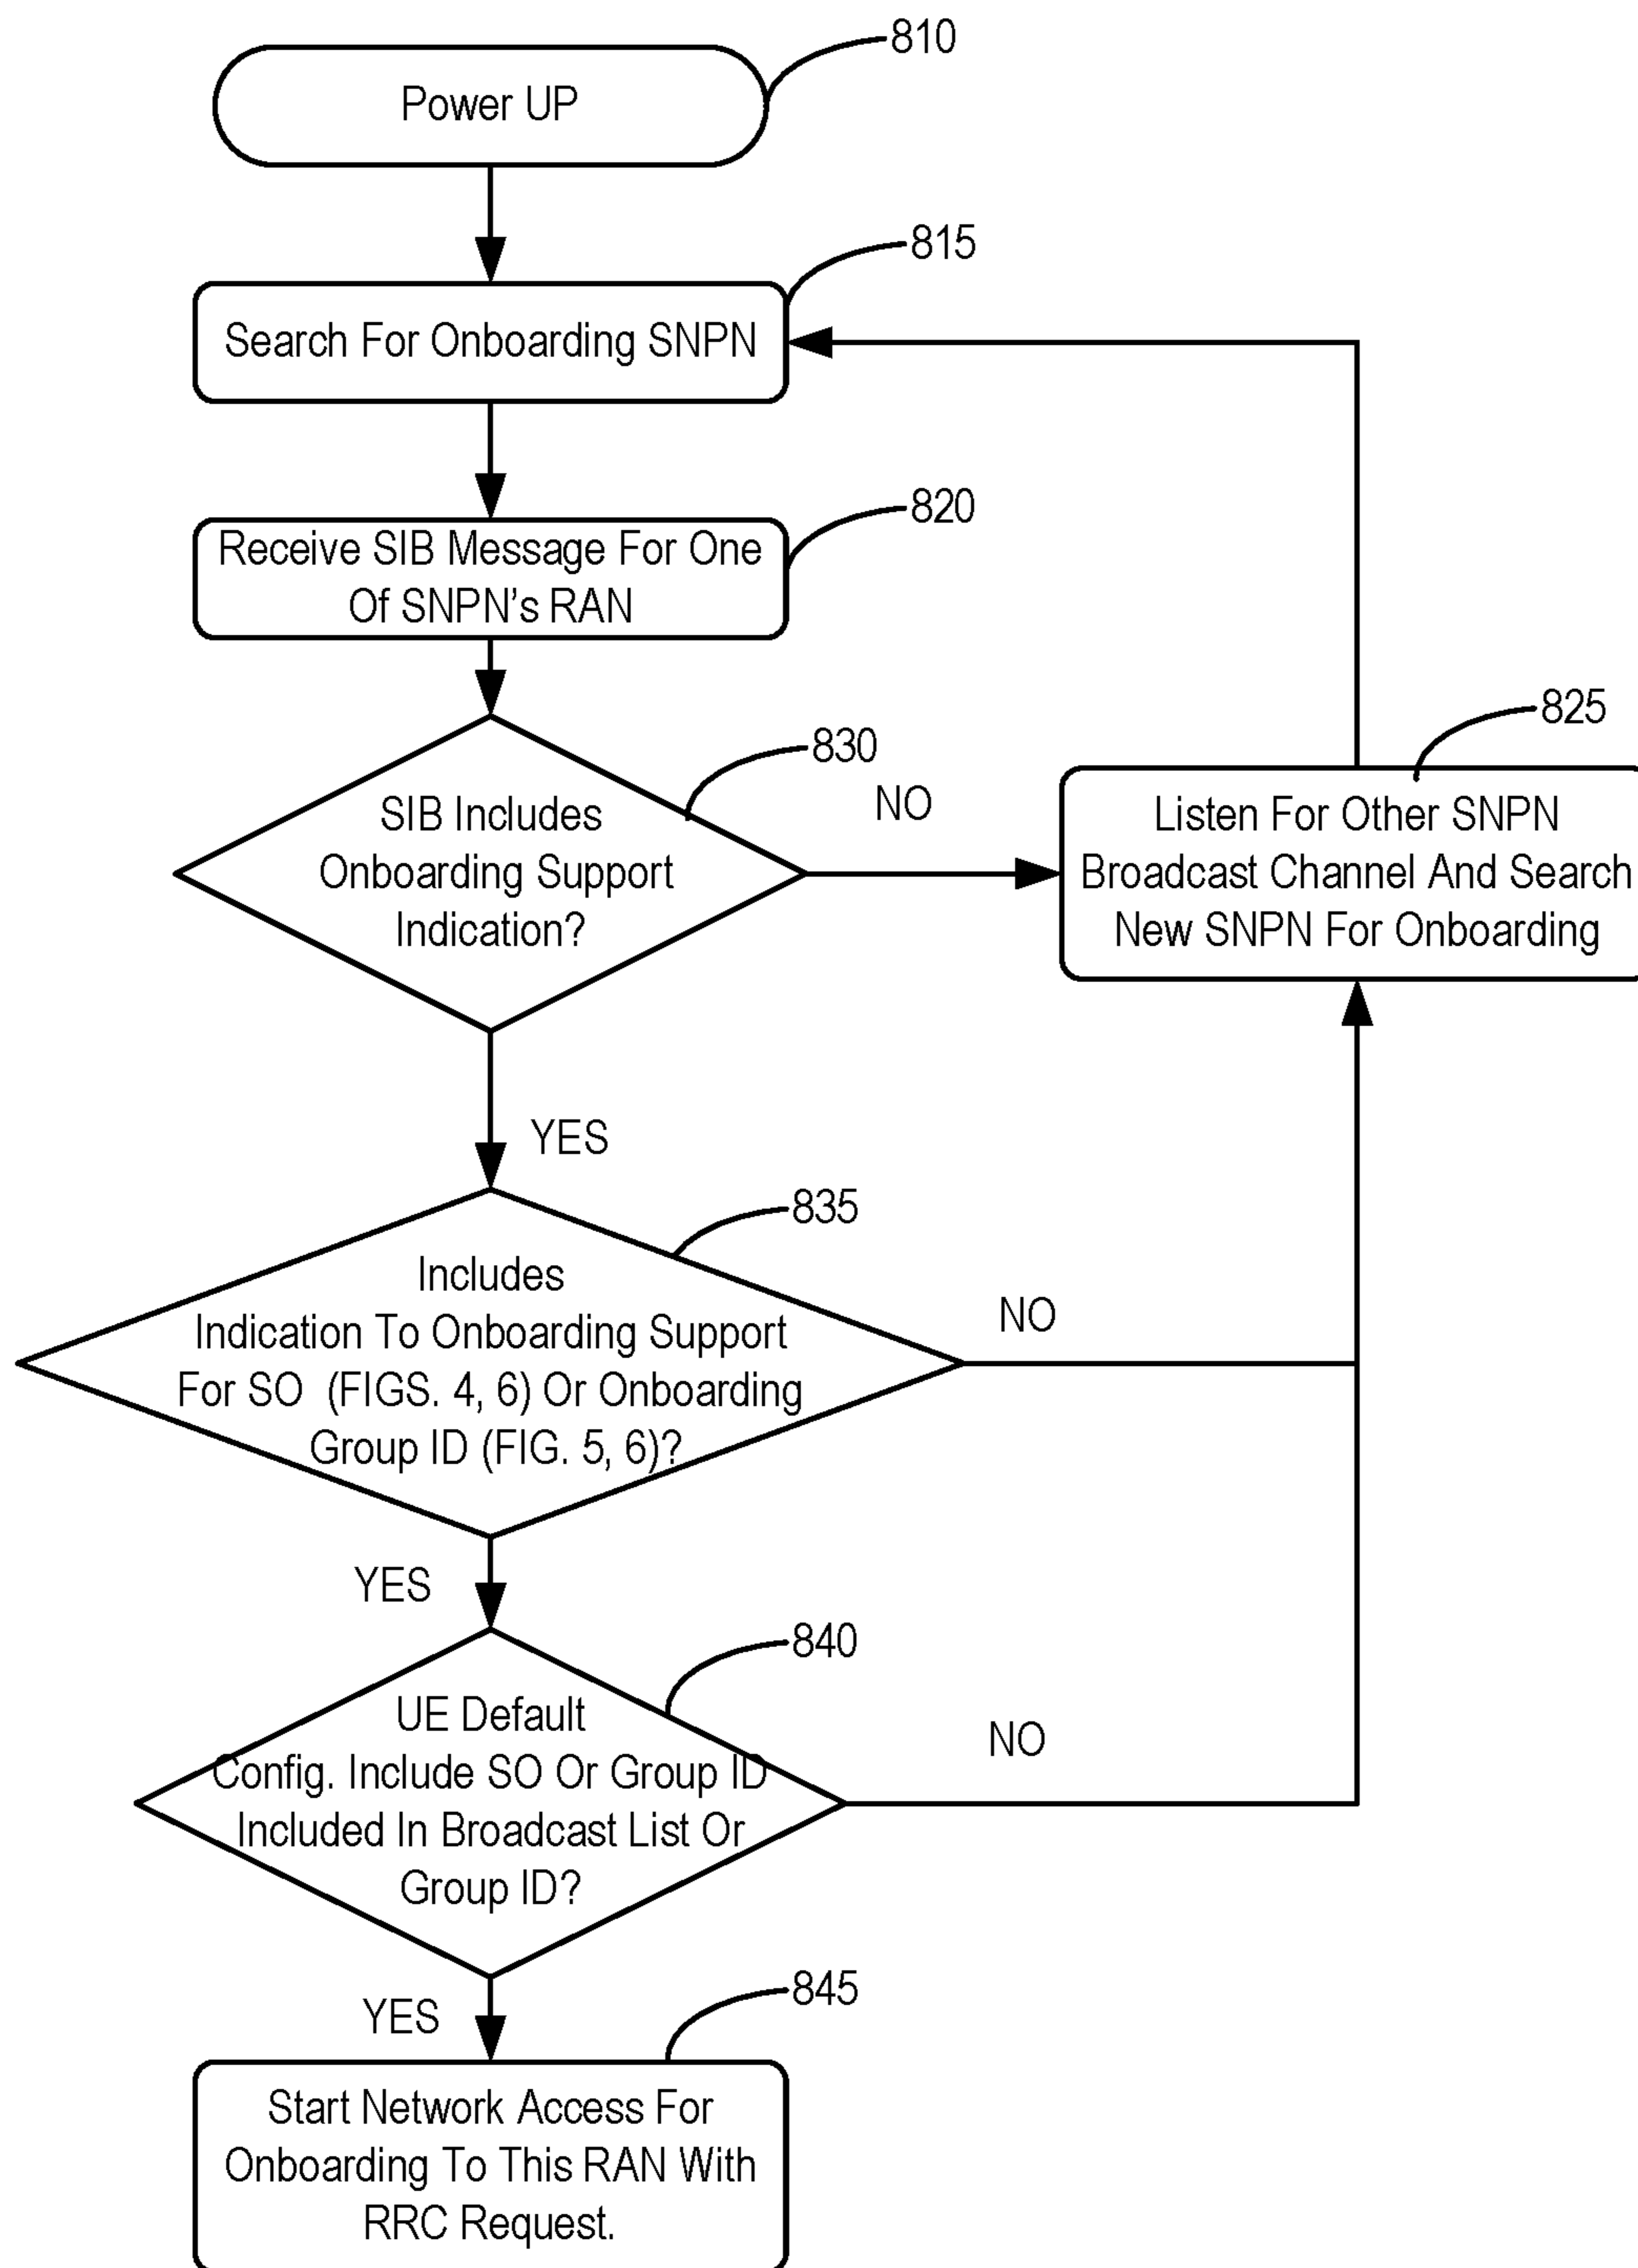 810
Power UP
815
Search For Onboarding SNPN
820
Receive SIB Message For One
Of SNPN's RAN
830
SIB Includes
Onboarding Support
Indication?
NO
825
Listen For Other SNPN
Broadcast Channel And Search
New SNPN For Onboarding
YES
835
Includes
Indication To Onboarding Support
For SO (FIGS. 4, 6) Or Onboarding
Group ID (FIG. 5, 6)?
NO
YES
840
UE Default
Config. Include SO Or Group ID
Included In Broadcast List Or
Group ID?
NO
YES
845
Start Network Access For
Onboarding To This RAN With
RRC Request.